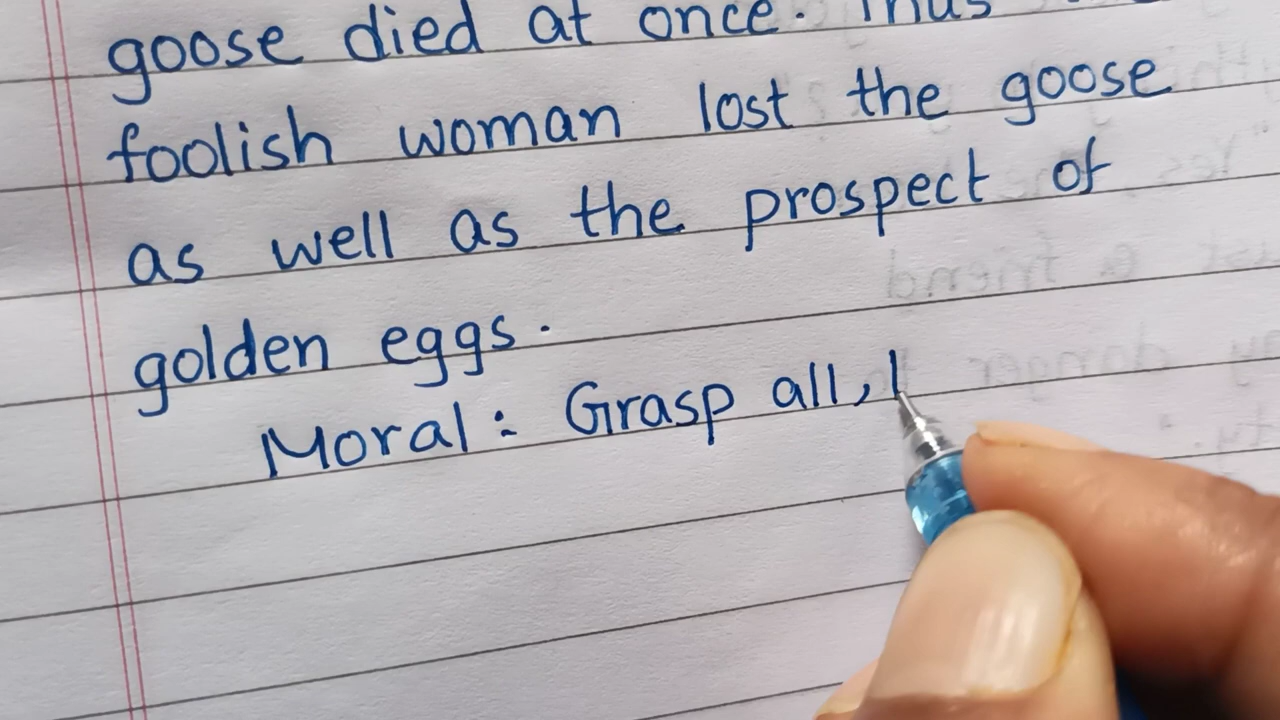 goose died at once. Thus
foolish woman lost the goose
as well as the prospect of
golden eggs.
Moral: Grasp all, l